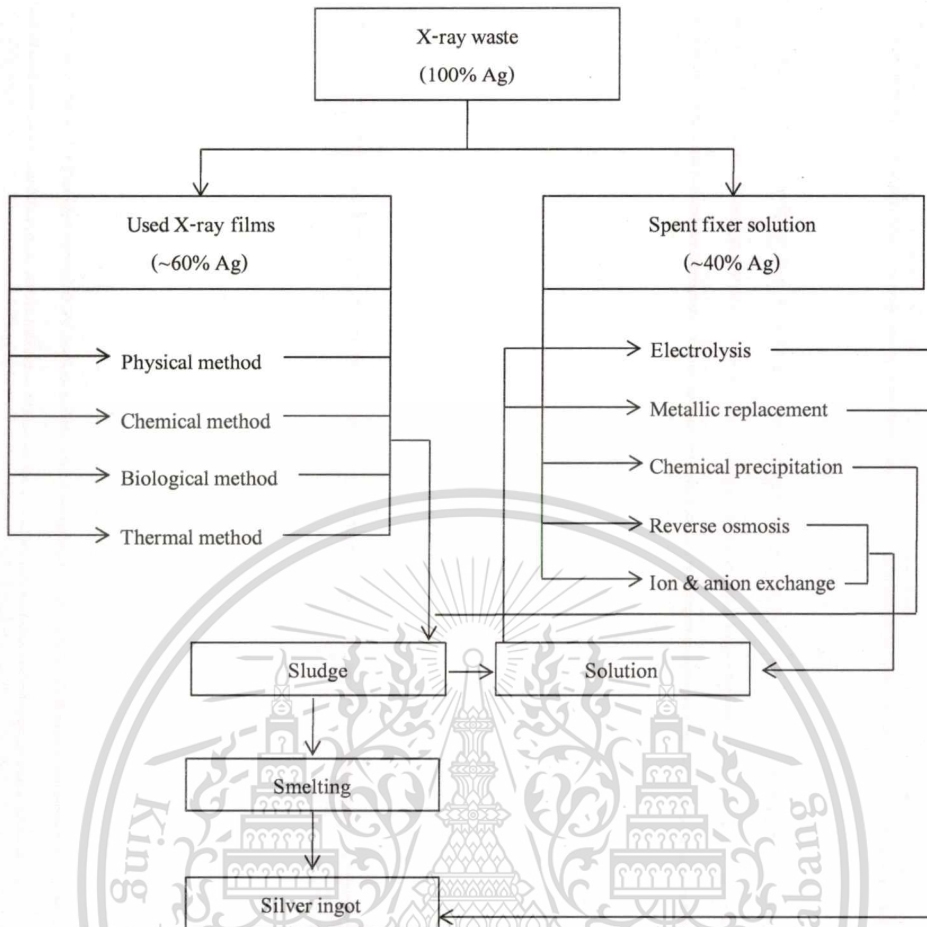 X-ray waste
(100% Ag)
Used X-ray films
(~60% Ag)
Spent fixer solution
(~40% Ag)
Physical method
Chemical method
Biological method
Thermal method
Electrolysis
Metallic replacement
Chemical precipitation
Reverse osmosis
Ion & anion exchange
Sludge
Solution
Smelting
Silver ingot
King
abang